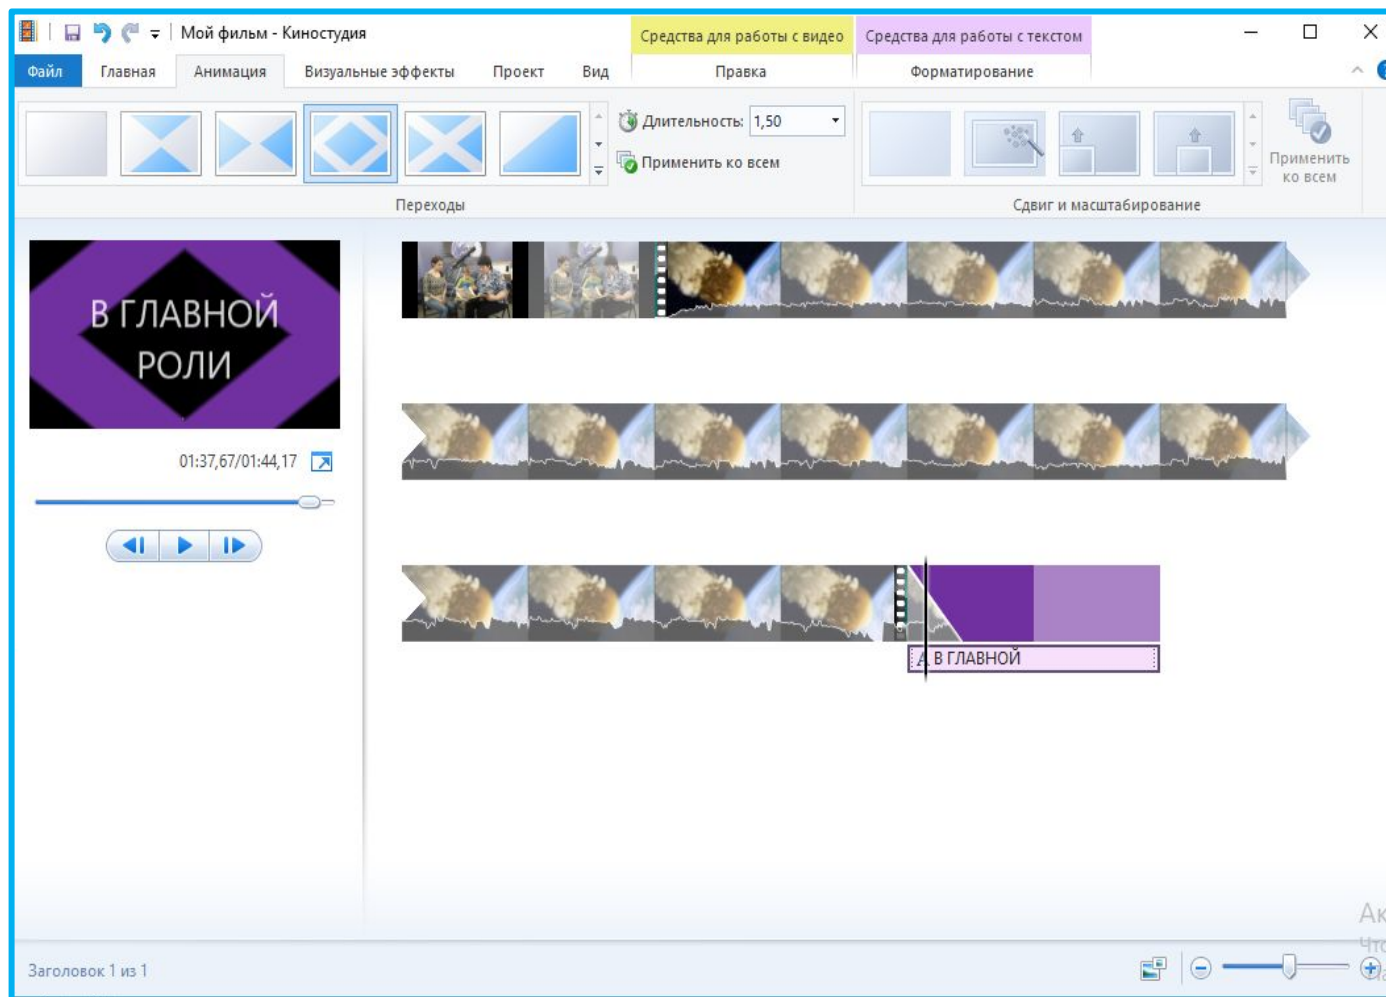 Мой фильм - Киностудия
Средства для работы с видео
Средства для работы с текстом
Файл
Главная
Анимация
Визуальные эффекты
Проект
Вид
Правка
Форматирование
Длительность: 1,50
Применить ко всем
Применить
ко всем
Переходы
Сдвиг и масштабирование
В ГЛАВНОЙ
РОЛИ
01:37,67/01:44,17
А В ГЛАВНОЙ
Заголовок 1 из 1